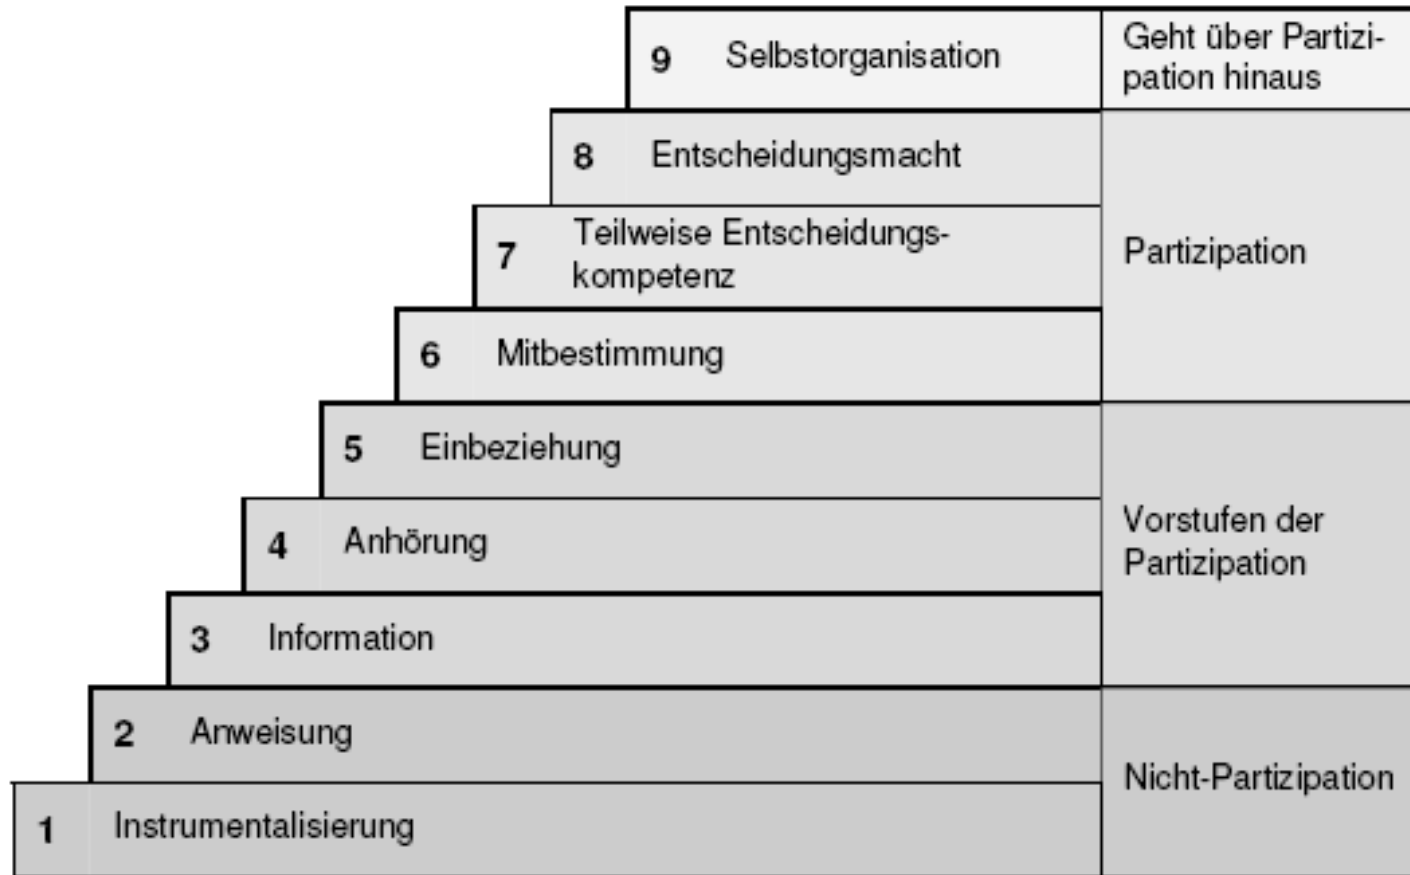 9 Selbstorganisation
Geht über Partizi-
pation hinaus
8 Entscheidungsmacht
7 Teilweise Entscheidungs-
kompetenz
6 Mitbestimmung
Partizipation
5 Einbeziehung
4 Anhörung
3 Information
Vorstufen der
Partizipation
2 Anweisung
1 Instrumentalisierung
Nicht-Partizipation